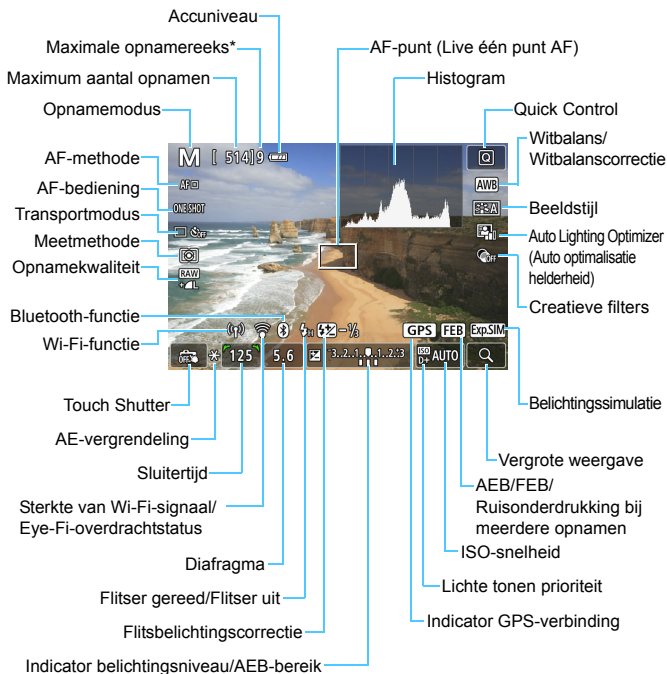 Accuniveau
Maximale opnamereeks*
AF-punt (Live één punt AF)
Maximum aantal opnamen
Histogram
Opnamemodus
Quick Control
M [ 514]9
Q
Witbalans/
Witbalanscorrectie
AF-methode
AF
AWB
AF-bediening
ONE SHOT
A
Beeldstijl
Transportmodus
OFF
Meetmethode
Auto Lighting Optimizer
(Auto optimalisatie
helderheid)
Opnamekwaliteit
RAW
+L
OFF
Creatieve filters
Bluetooth-functie
Wi-Fi-functie
H -1/3
GPS FEB Exp.SIM
OFF 125 5.6 3..2..1..0..1..2.:3 ISO D+ AUTO
Touch Shutter
Belichtingssimulatie
AE-vergrendeling
Vergrote weergave
Sluitertijd
AEB/FEB/
Ruisonderdrukking bij
meerdere opnamen
Sterkte van Wi-Fi-signaal/
Eye-Fi-overdrachtstatus
ISO-snelheid
Diafragma
Lichte tonen prioriteit
Flitser gereed/Flitser uit
Indicator GPS-verbinding
Flitsbelichtingscorrectie
Indicator belichtingsniveau/AEB-bereik